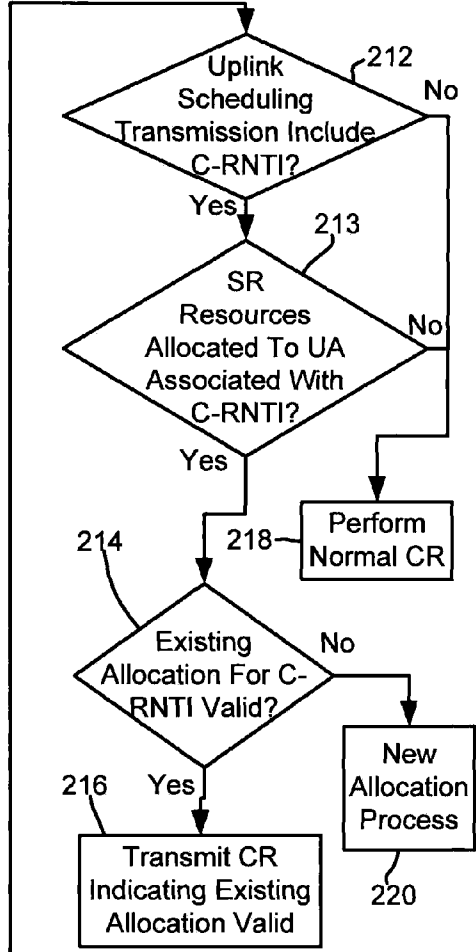 212
Uplink
Scheduling
Transmission Include
C-RNTI?
No
Yes
213
SR
Resources
Allocated To UA
Associated With
C-RNTI?
No
Yes
218
Perform
Normal CR
214
Existing
Allocation For C-
RNTI Valid?
No
Yes
216
Transmit CR
Indicating Existing
Allocation Valid
New
Allocation
Process
220